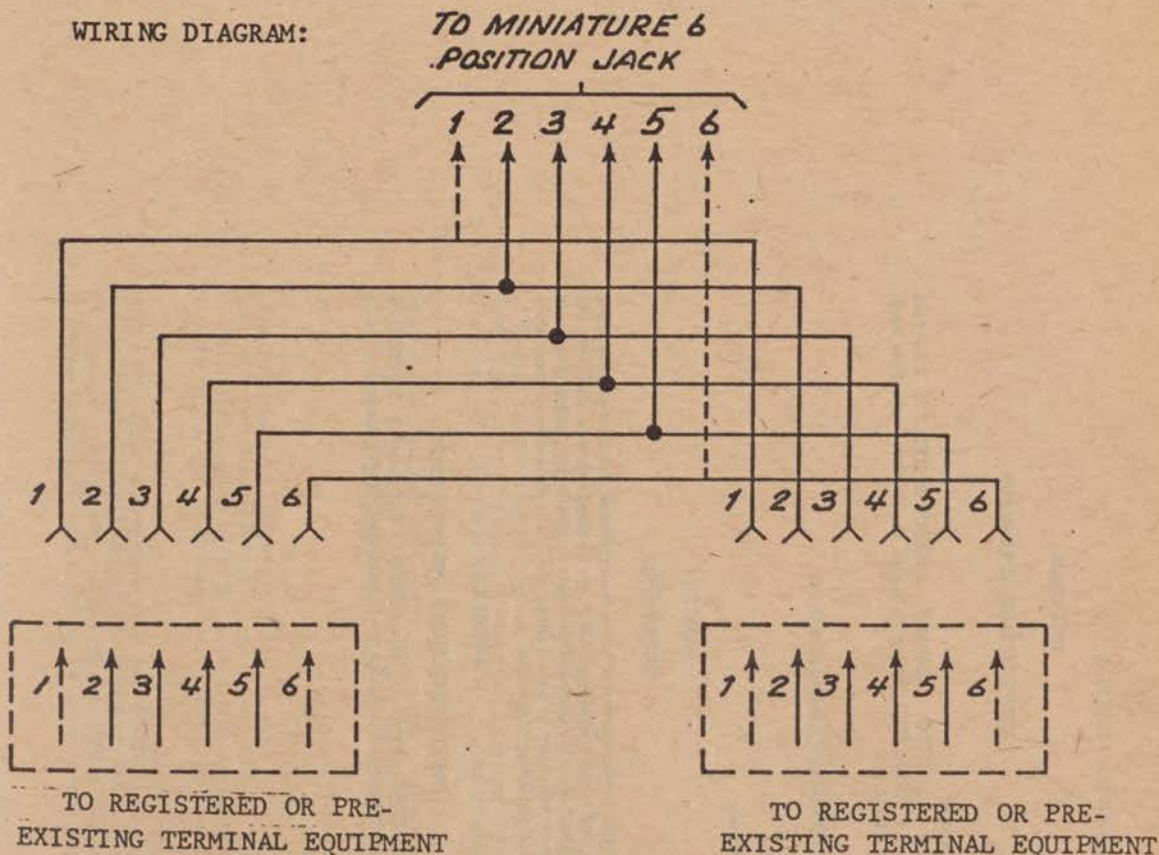 WIRING DIAGRAM:
TO MINIATURE 6
.POSITION JACK
1 2 3 4 5 6
1 2 3 4 5 6
1 2 3 4 5 6
1 2 3 4 5 6
1 2 3 4 5 6
TO REGISTERED OR PRE-
EXISTING TERMINAL EQUIPMENT
TO REGISTERED OR PRE-
EXISTING TERMINAL EQUIPMENT